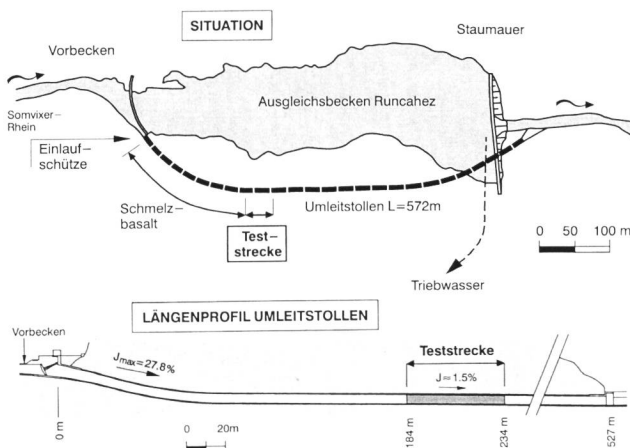 SITUATION
Staumauer
Vorbecken
Somvixer-
Rhein
Ausgleichsbecken Runcahez
Einlauf-
schütze
Schmelz-
basalt
Umleitstollen L=572m
Test-
strecke
0 50 100 m
Triebwasser
LÄNGENPROFIL UMLEITSTOLLEN
Vorbecken
Jmax=27.8%
Teststrecke
J=1.5%
0 m
0 20m
184 m
234 m
527 m